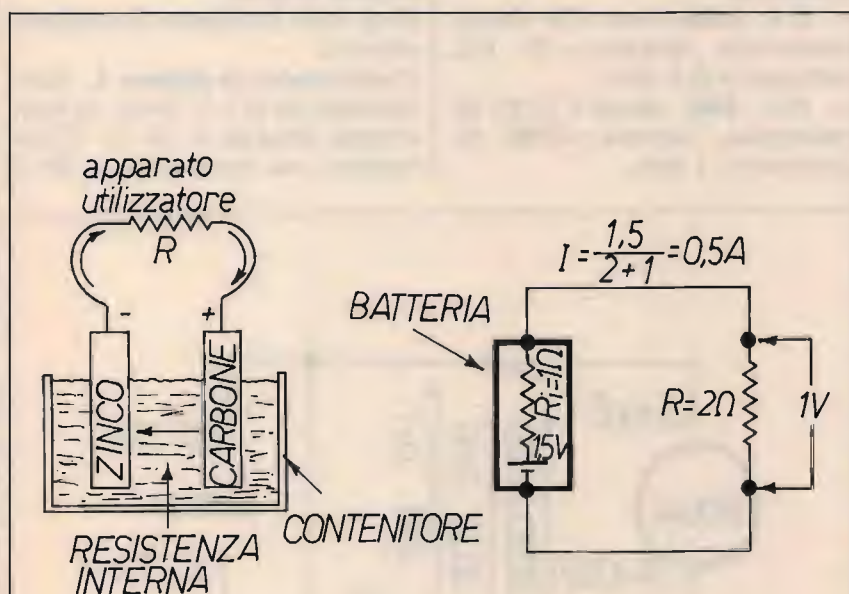 apparato
utilizzatore
R
-
+
ZINCO
CARBONE
RESISTENZA
INTERNA
CONTENITORE
I = 1,5 / 2+1 = 0,5A
BATTERIA
Ri=1Ω
1,5V
R=2Ω
1V